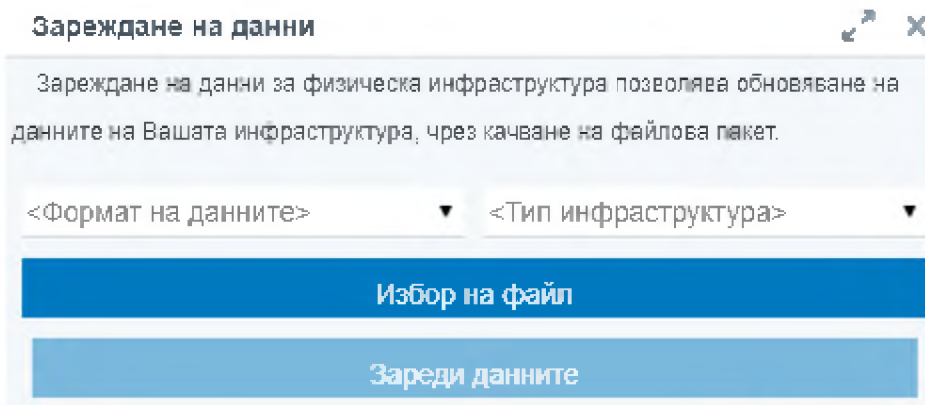 Зареждане на данни
Зареждане на данни за физическа инфраструктура позволява обновяване на
данните на Вашата инфраструктура, чрез качване на файлова пакет.
<Формат на данните> <Тип инфраструктура>
Избор на файл
Зареди данните